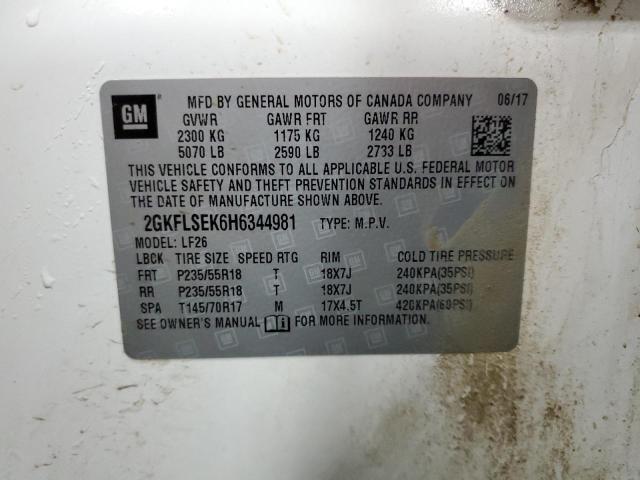 GM
MFD BY GENERAL MOTORS OF CANADA COMPANY 06/17
GVWR GAWR FRT GAWR RR
2300 KG 1175 KG 1240 KG
5070 LB 2590 LB 2733 LB
THIS VEHICLE CONFORMS TO ALL APPLICABLE U.S. FEDERAL MOTOR
VEHICLE SAFETY AND THEFT PREVENTION STANDARDS IN EFFECT ON
THE DATE OF MANUFACTURE SHOWN ABOVE.
2GKFLSEK6H6344981 TYPE: M.P.V.
MODEL: LF26
LBCK TIRE SIZE SPEED RTG RIM COLD TIRE PRESSURE
FRT P235/55R18 T 18X7J 240KPA(35PSI)
RR P235/55R18 T 18X7J 240KPA(35PSI)
SPA T145/70R17 M 17X4.5T 420KPA(60PSI)
SEE OWNER'S MANUAL FOR MORE INFORMATION.